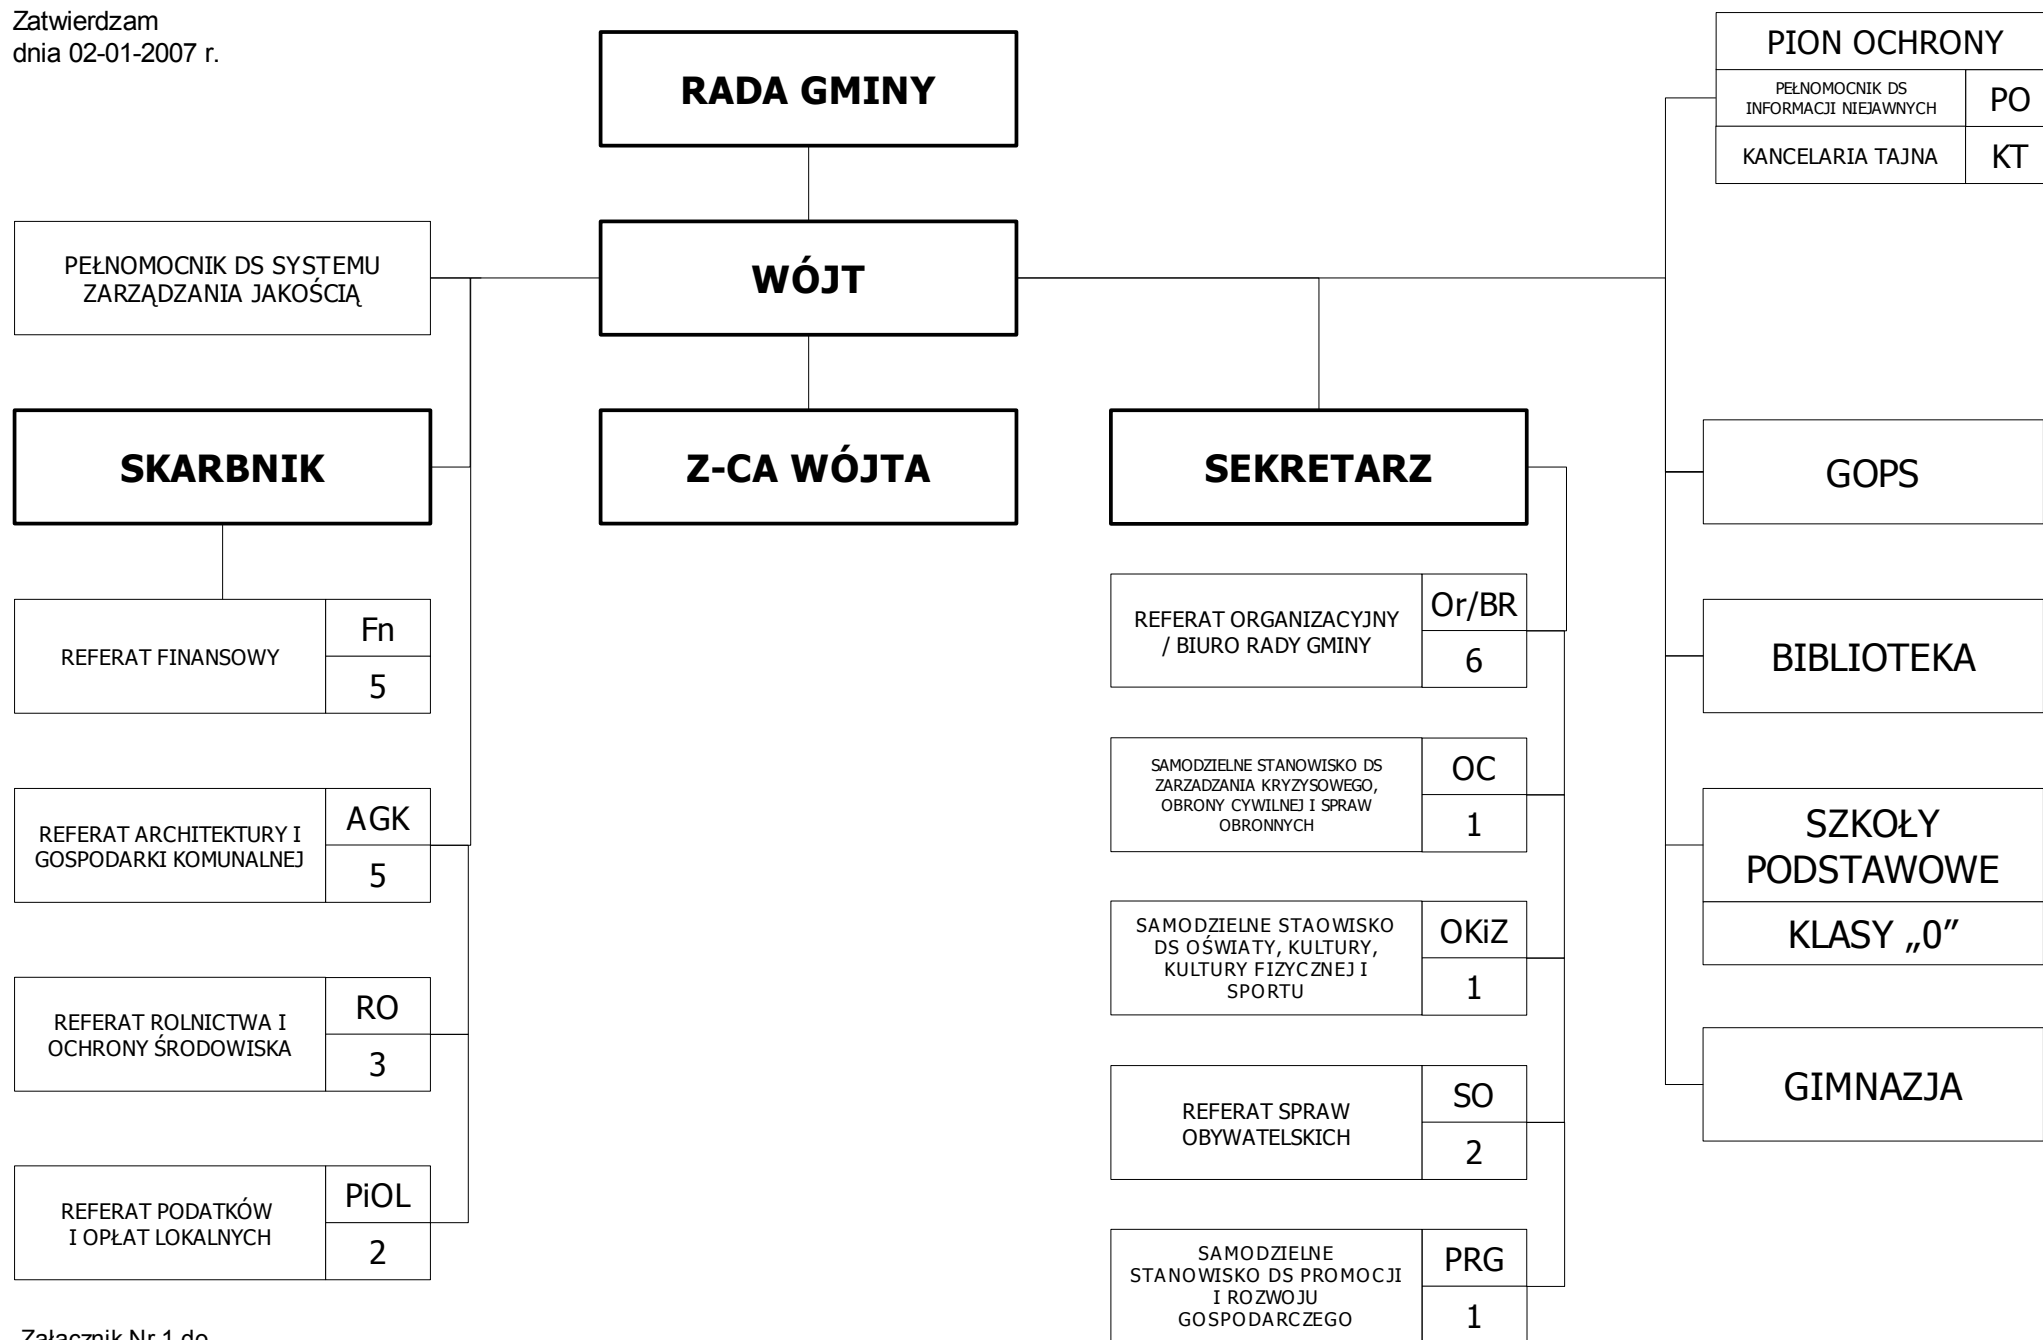 Zatwierdzam
dnia 02-01-2007 r.
RADA GMINY
PION OCHRONY
PEŁNOMOCNIK DS
INFORMACJI NIEJAWNYCH
PO
KANCELARIA TAJNA
KT
PEŁNOMOCNIK DS SYSTEMU
ZARZĄDZANIA JAKOŚCIĄ
WÓJT
SKARBNIK
Z-CA WÓJTA
SEKRETARZ
GOPS
REFERAT FINANSOWY
Fn
5
REFERAT ARCHITEKTURY I
GOSPODARKI KOMUNALNEJ
AGK
5
REFERAT ROLNICTWA I
OCHRONY ŚRODOWISKA
RO
3
REFERAT PODATKÓW
I OPŁAT LOKALNYCH
PiOL
2
REFERAT ORGANIZACYJNY
/ BIURO RADY GMINY
Or/BR
6
SAMODZIELNE STANOWISKO DS
ZARZADZANIA KRYZYSOWEGO,
OBRONY CYWILNEJ I SPRAW
OBRONNYCH
OC
1
SAMODZIELNE STAOWISKO
DS OŚWIATY, KULTURY,
KULTURY FIZYCZNEJ I
SPORTU
OKiZ
1
REFERAT SPRAW
OBYWATELSKICH
SO
2
SAMODZIELNE
STANOWISKO DS PROMOCJI
I ROZWOJU
GOSPODARCZEGO
PRG
1
BIBLIOTEKA
SZKOŁY
PODSTAWOWE
KLASY „0”
GIMNAZJA
Załącznik Nr 1 do